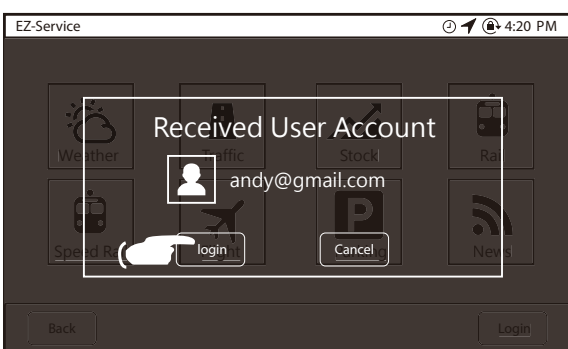 EZ-Service 4:20 PM
Received User Account
Weather Traffic Stock Rail
andy@gmail.com
P
login Cancel
Speed Ra News
Back Login